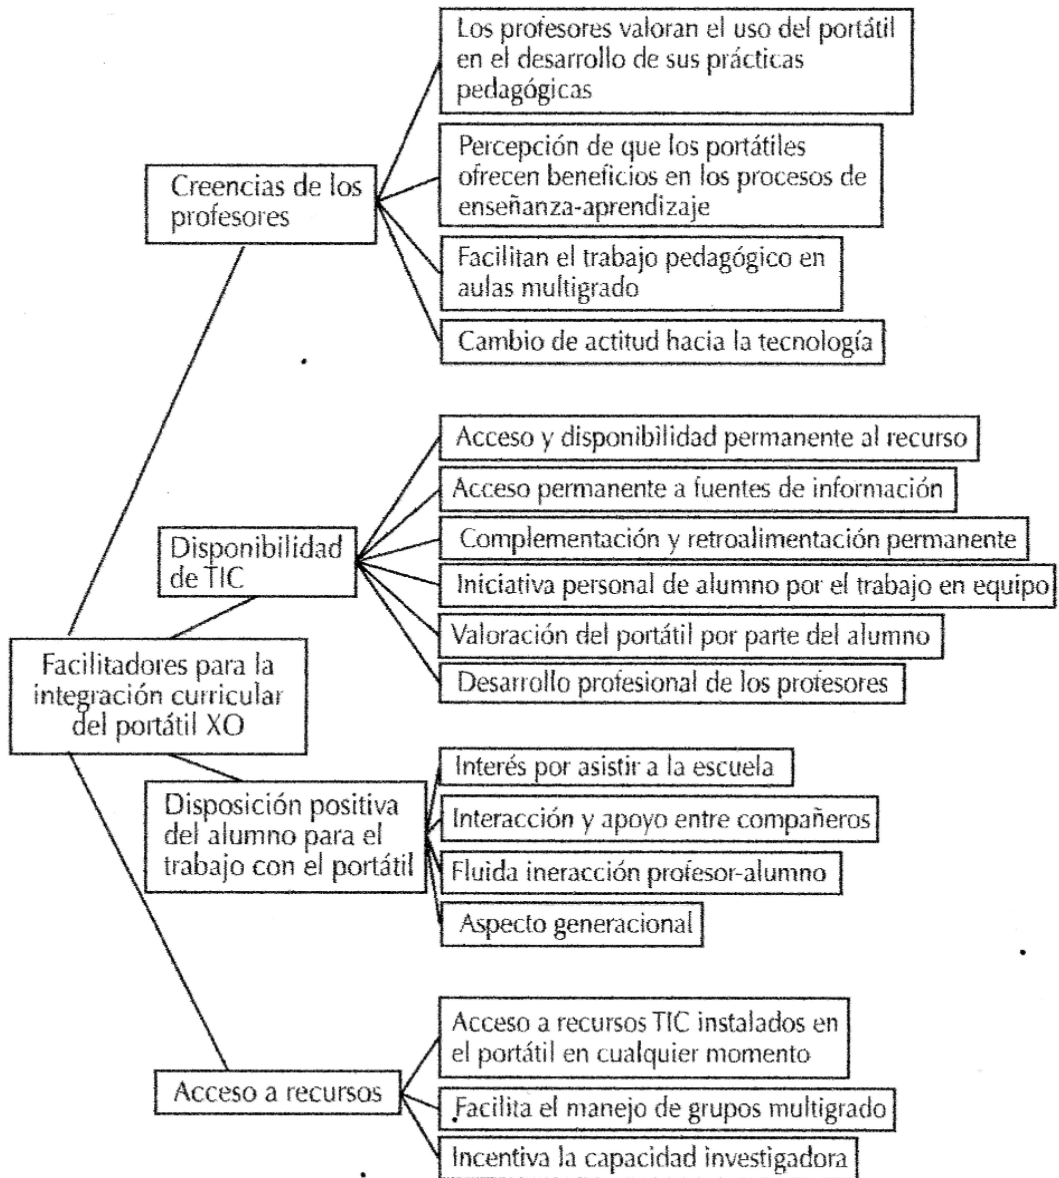 Los profesores valoran el uso del portátil
en el desarrollo de sus prácticas
pedagógicas
Percepción de que los portátiles
ofrecen beneficios en los procesos de
enseñanza-aprendizaje
Creencias de los
profesores
Facilitan el trabajo pedagógico en
aulas multigrado
Cambio de actitud hacia la tecnología
Acceso y disponibilidad permanente al recurso
Acceso permanente a fuentes de información
Complementación y retroalimentación permanente
Disponibilidad
de TIC
Iniciativa personal de alumno por el trabajo en equipo
Valoración del portátil por parte del alumno
Desarrollo profesional de los profesores
Facilitadores para la
integración curricular
del portátil XO
Interés por asistir a la escuela
Disposición positiva
del alumno para el
trabajo con el portátil
Interacción y apoyo entre compañeros
Fluida ineracción profesor-alumno
Aspecto generacional
Acceso a recursos TIC instalados en
el portátil en cualquier momento
Acceso a recursos
Facilita el manejo de grupos multigrado
Incentiva la capacidad investigadora